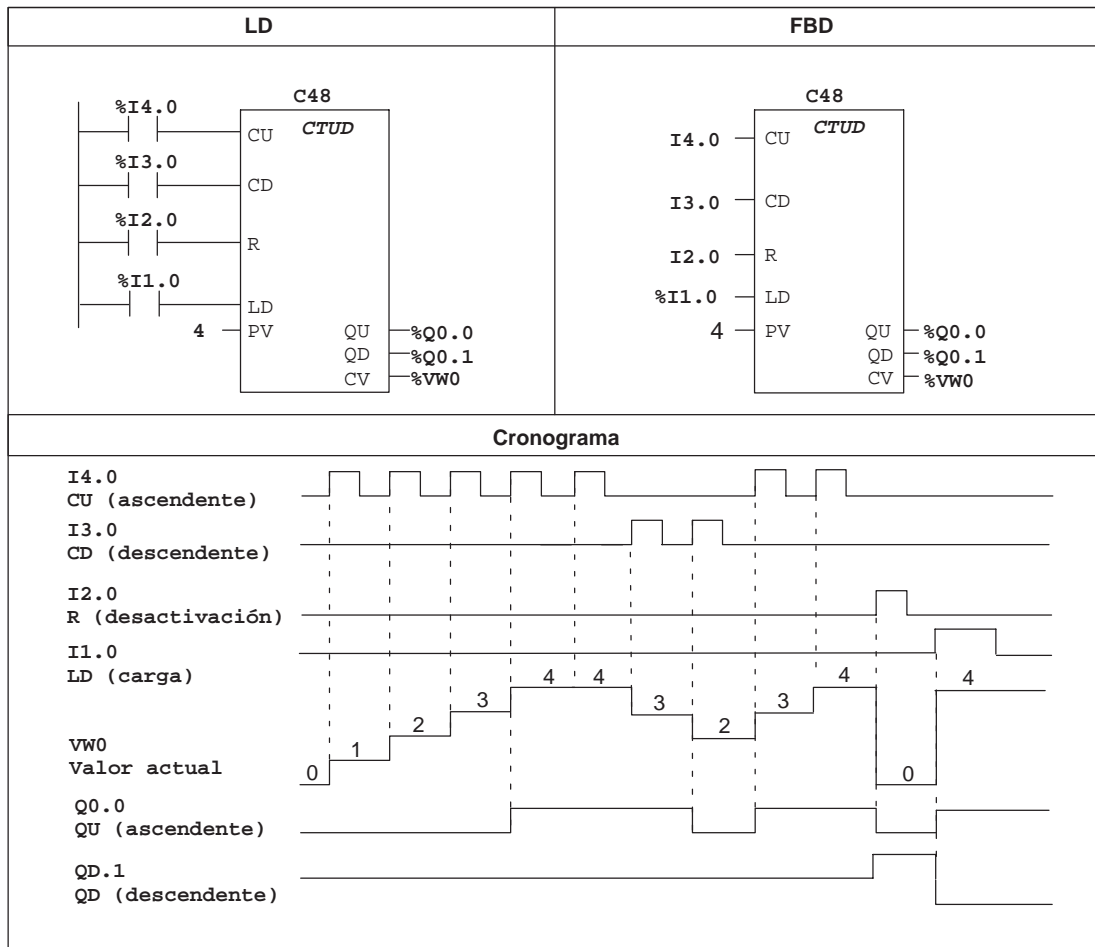 LD
FBD
C48
CTUD
%I4.0
CU
%I3.0
CD
%I2.0
R
%I1.0
LD
4 PV
QU %Q0.0
QD %Q0.1
CV %VW0
C48
CTUD
I4.0 CU
I3.0 CD
I2.0 R
%I1.0 LD
4 PV
QU %Q0.0
QD %Q0.1
CV %VW0
Cronograma
I4.0
CU (ascendente)
I3.0
CD (descendente)
I2.0
R (desactivación)
I1.0
LD (carga)
VW0
Valor actual
0 1 2 3 4 4 3 2 3 4 0 4
Q0.0
QU (ascendente)
QD.1
QD (descendente)